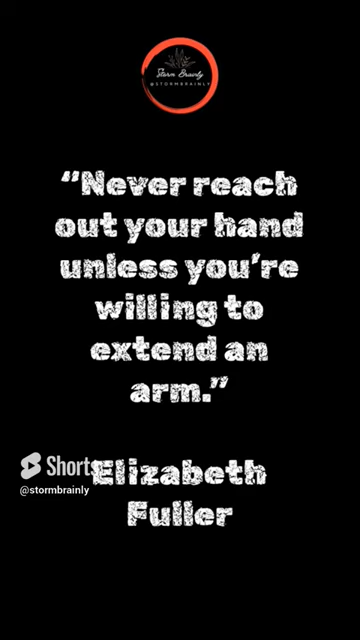 Storm Brainly
@STORMBRAINLY
"Never reach
out your hand
unless you're
willing to
extend an
arm."
Shorts
Elizabeth
@stormbrainly
Fuller